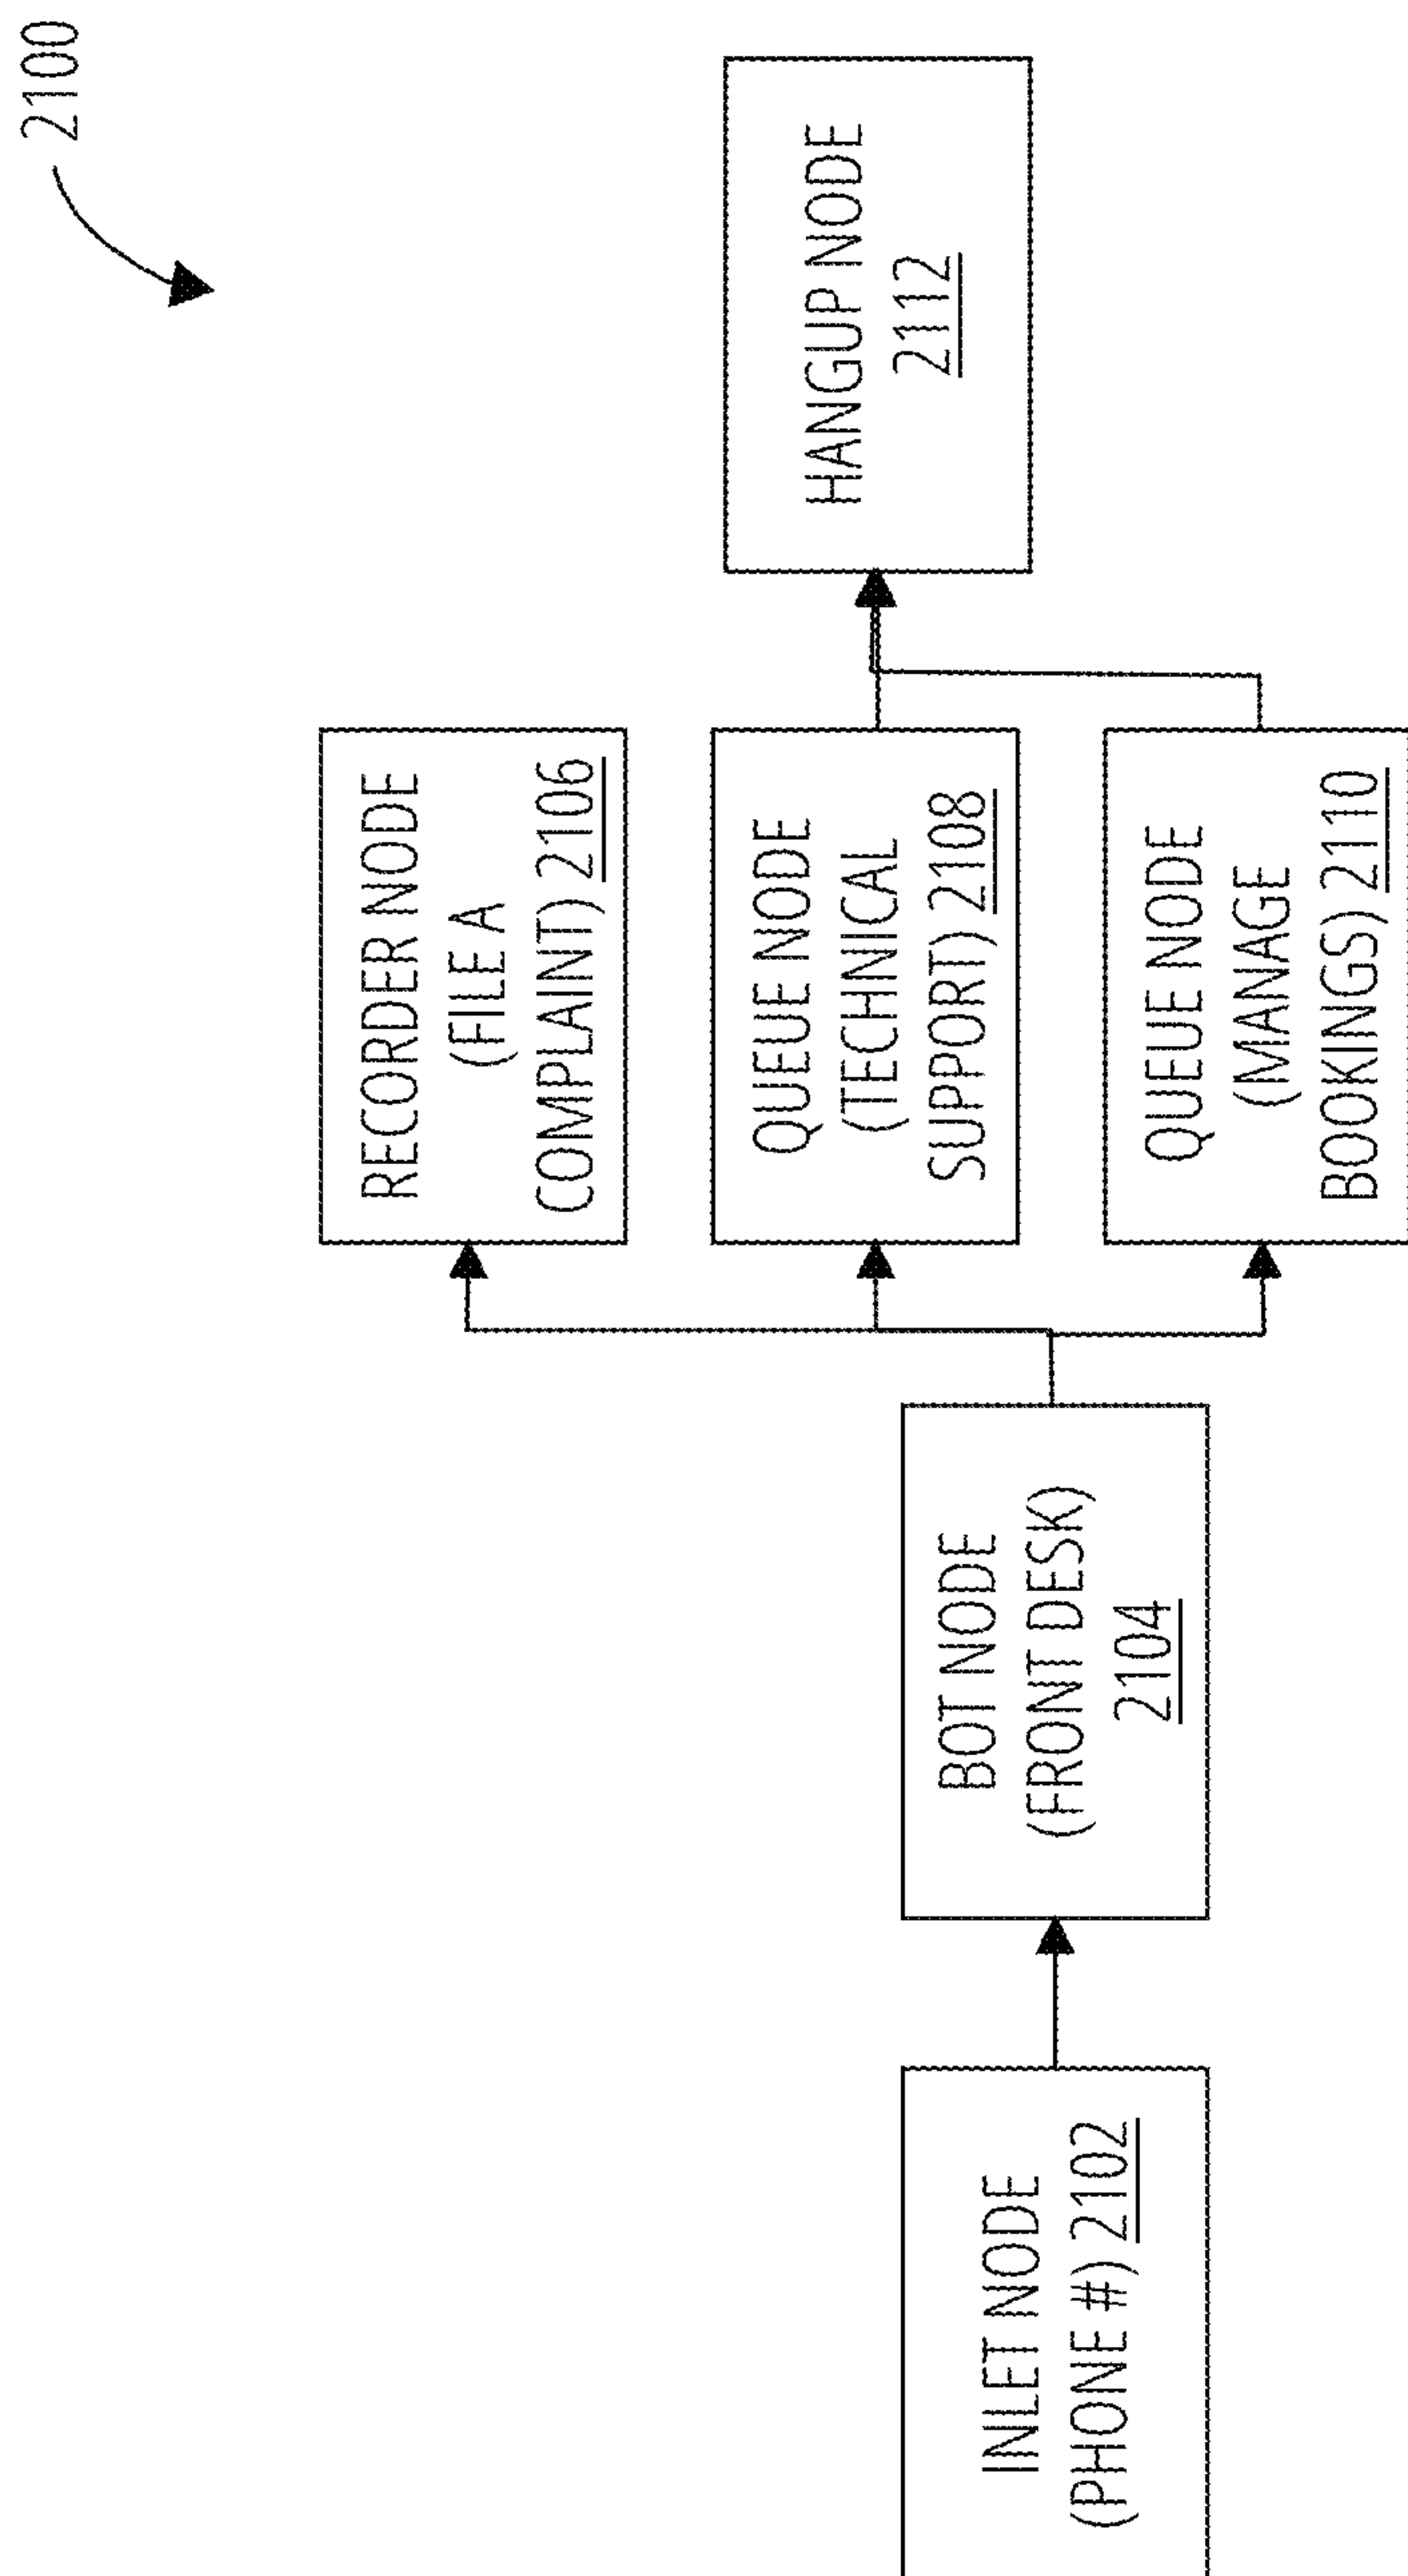 2100
INLET NODE
(PHONE #) 2102
BOT NODE
(FRONT DESK)
2104
RECORDER NODE
(FILE A
COMPLAINT) 2106
QUEUE NODE
(TECHNICAL
SUPPORT) 2108
QUEUE NODE
(MANAGE
BOOKINGS) 2110
HANGUP NODE
2112